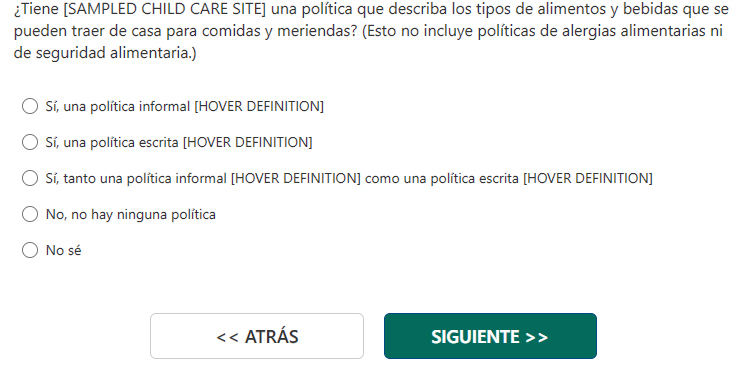 ¿Tiene [SAMPLED CHILD CARE SITE] una política que describa los tipos de alimentos y bebidas que se
pueden traer de casa para comidas y meriendas? (Esto no incluye políticas de alergias alimentarias ni
de seguridad alimentaria.)
Sí, una política informal [HOVER DEFINITION]
Sí, una política escrita [HOVER DEFINITION]
Sí, tanto una política informal [HOVER DEFINITION] como una política escrita [HOVER DEFINITION]
No, no hay ninguna política
No sé
<< ATRÁS
SIGUIENTE >>